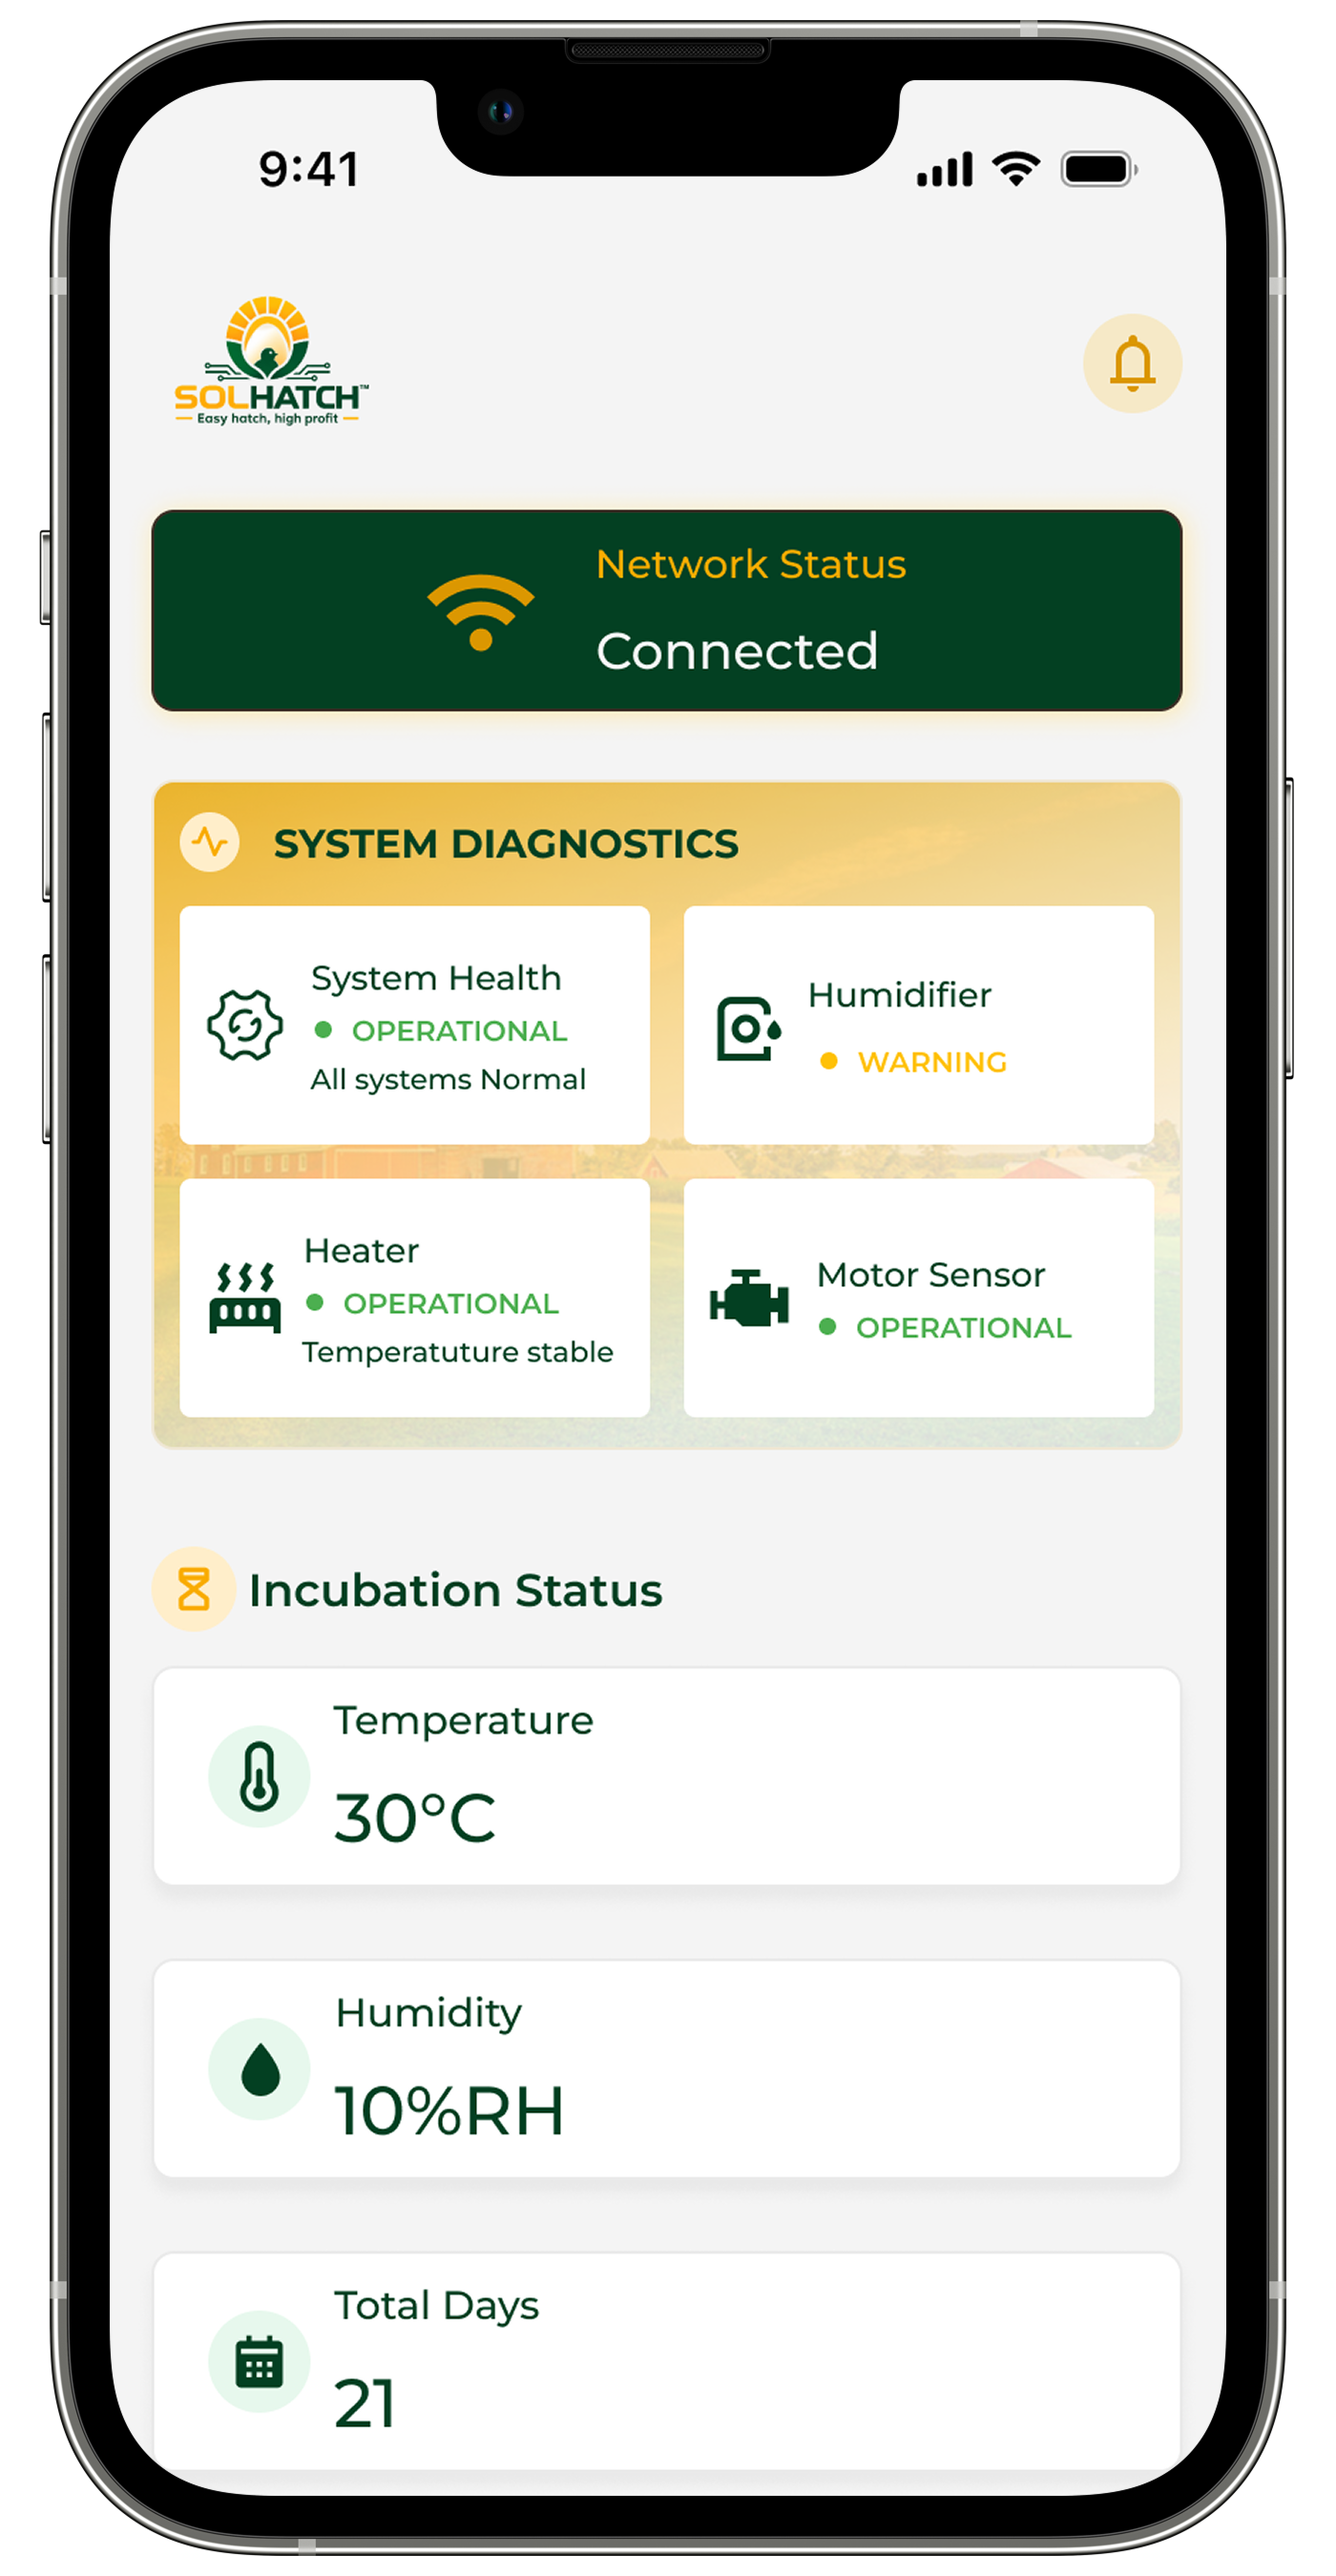 9:41
SOLHATCH™
Easy hatch, high profit
Network Status
Connected
SYSTEM DIAGNOSTICS
System Health
OPERATIONAL
All systems Normal
Humidifier
WARNING
Heater
OPERATIONAL
Temperatuture stable
Motor Sensor
OPERATIONAL
Incubation Status
Temperature
30°C
Humidity
10%RH
Total Days
21